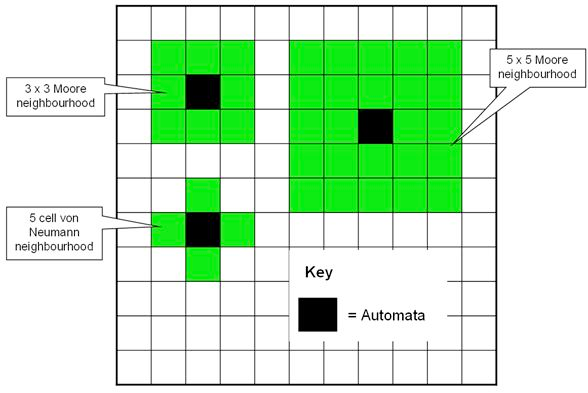 3 x 3 Moore
neighbourhood
5 x 5 Moore
neighbourhood
5 cell von
Neumann
neighbourhood
Key
= Automata